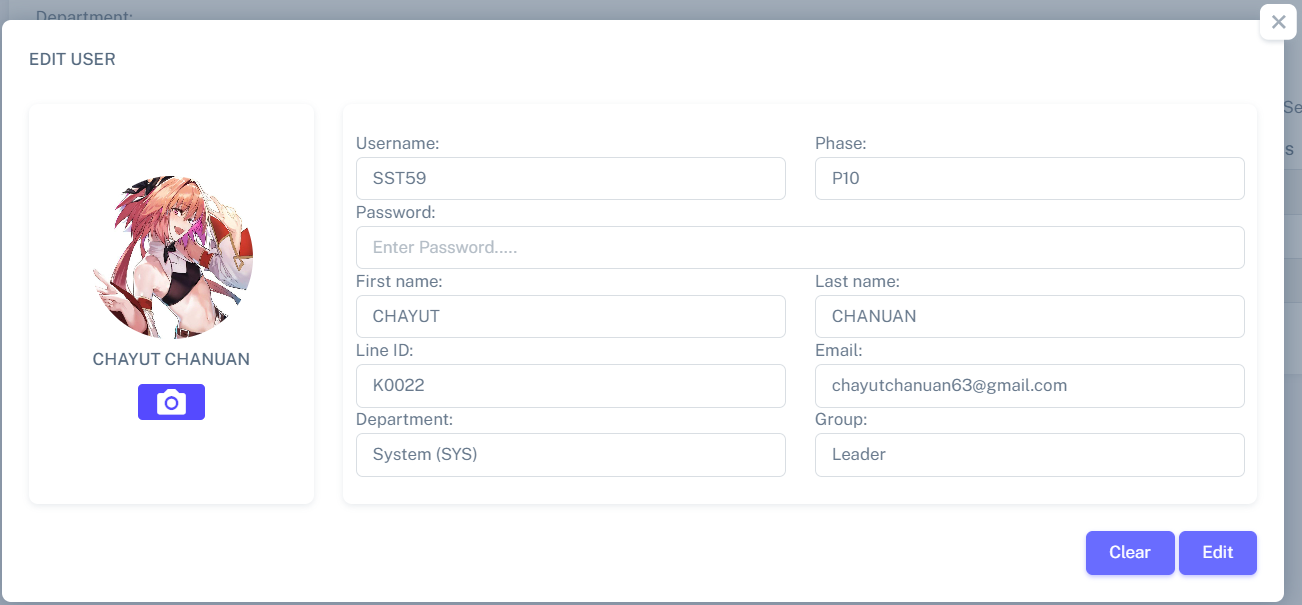 Department:
EDIT USER
Username:
Phase:
SST59
P10
Password:
Enter Password.....
First name:
Last name:
CHAYUT
CHANUAN
CHAYUT CHANUAN
Line ID:
Email:
K0022
chayutchanuan63@gmail.com
Department:
Group:
System (SYS)
Leader
Clear
Edit
Se
s